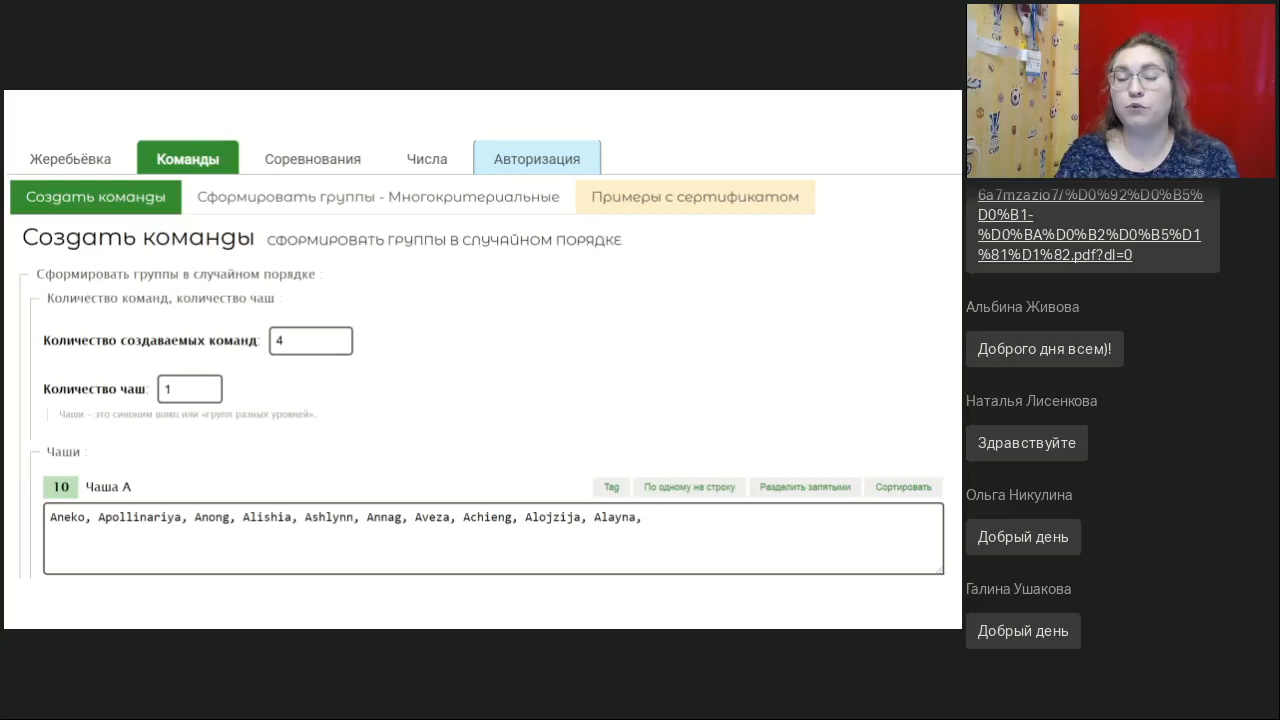 Жеребьёвка Команды Соревнования Числа Авторизация
Создать команды Сформировать группы - Многокритериальные Примеры с сертификатом
Создать команды СФОРМИРОВАТЬ ГРУППЫ В СЛУЧАЙНОМ ПОРЯДКЕ
Сформировать группы в случайном порядке :
Количество команд, количество чаш :
Количество создаваемых команд: 4
Количество чаш: 1
Чаши - это синоним шляп или «групп разных уровней».
Чаши :
10 Чаша A Tag По одному на строку Разделить запятыми Сортировать
Aneko, Apollinariya, Anong, Alishia, Ashlynn, Annag, Aveza, Achieng, Alojzija, Alayna,
CUP
6a7mzazio7/%D0%92%D0%B5%
D0%B1-
%D0%BA%D0%B2%D0%B5%D1
%81%D1%82.pdf?dl=0
Альбина Живова
Доброго дня всем)!
Наталья Лисенкова
Здравствуйте
Ольга Никулина
Добрый день
Галина Ушакова
Добрый день